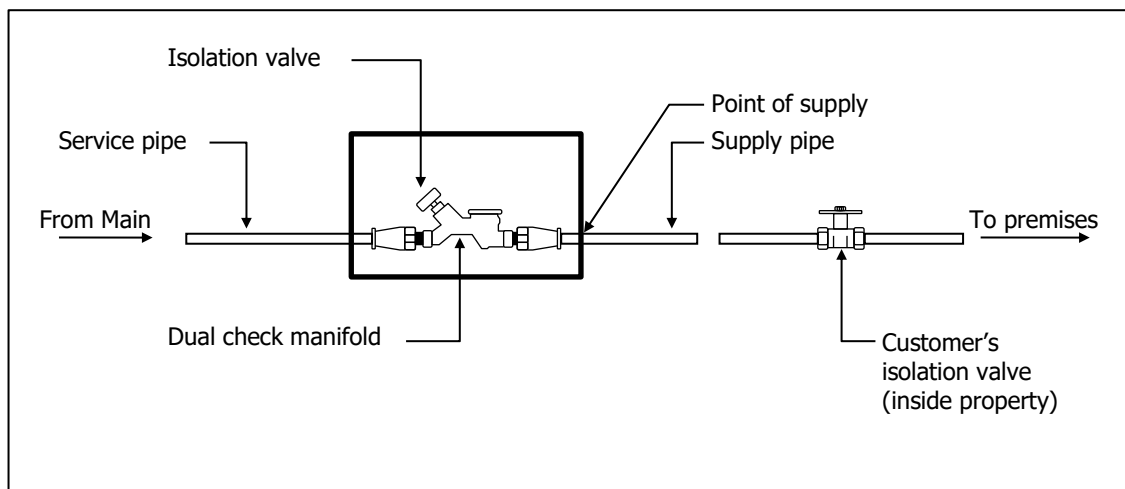 Isolation valve
Point of supply
Service pipe
Supply pipe
From Main
To premises
Dual check manifold
Customer’s
isolation valve
(inside property)